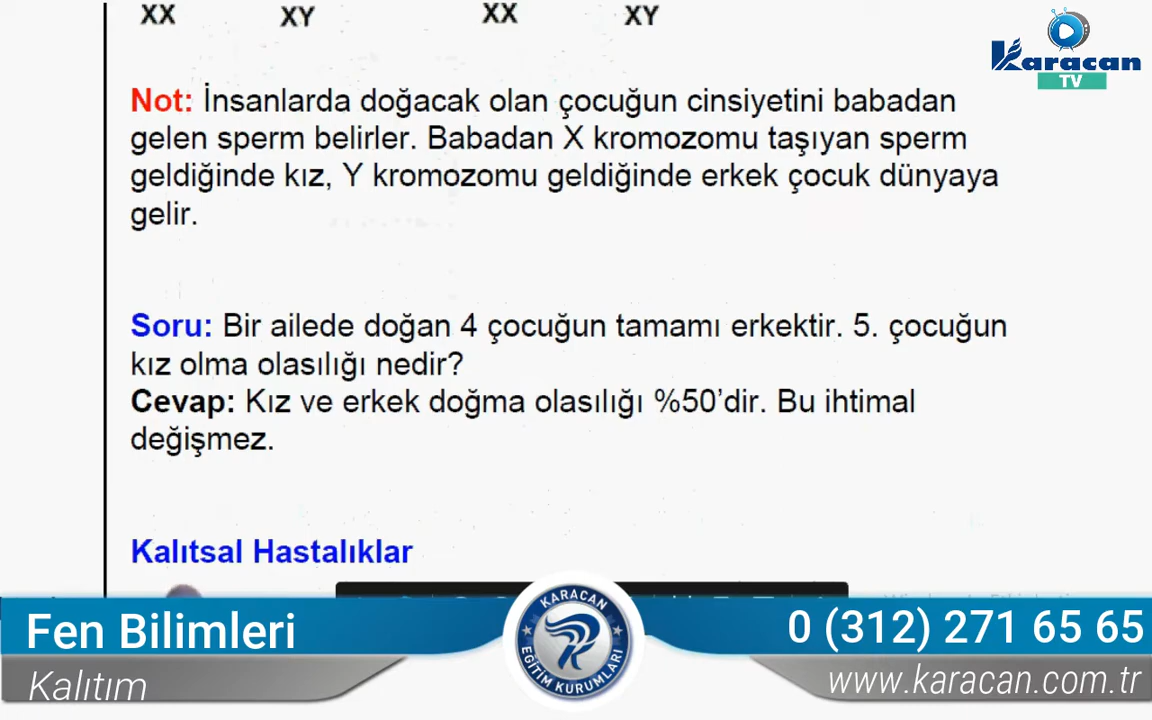 XX XY XX XY
Karacan
TV
Not: İnsanlarda doğacak olan çocuğun cinsiyetini babadan
gelen sperm belirler. Babadan X kromozomu taşıyan sperm
geldiğinde kız, Y kromozomu geldiğinde erkek çocuk dünyaya
gelir.
Soru: Bir ailede doğan 4 çocuğun tamamı erkektir. 5. çocuğun
kız olma olasılığı nedir?
Cevap: Kız ve erkek doğma olasılığı %50’dir. Bu ihtimal
değişmez.
Kalıtsal Hastalıklar
Fen Bilimleri
Kalıtım
KARACAN
EĞİTİM KURUMLARI
0 (312) 271 65 65
www.karacan.com.tr